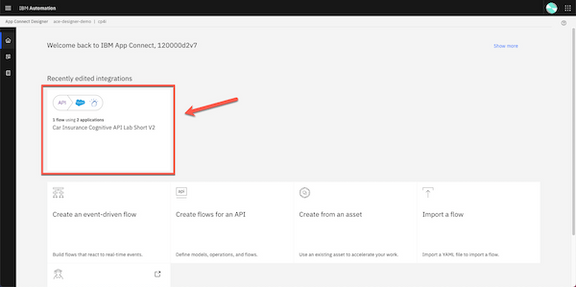 IBM Automation
App Connect Designer ace-designer-demo cp4i
Welcome back to IBM App Connect, 120000d2v7
Show more
Recently edited integrations
API
1 flow using 2 applications
Car Insurance Cognitive API Lab Short V2
Create an event-driven flow
Build flows that react to real-time events.
API
Create flows for an API
Define models, operations, and flows.
Create from an asset
Use an existing asset to accelerate your work.
Import a flow
Import a YAML file to import a flow.